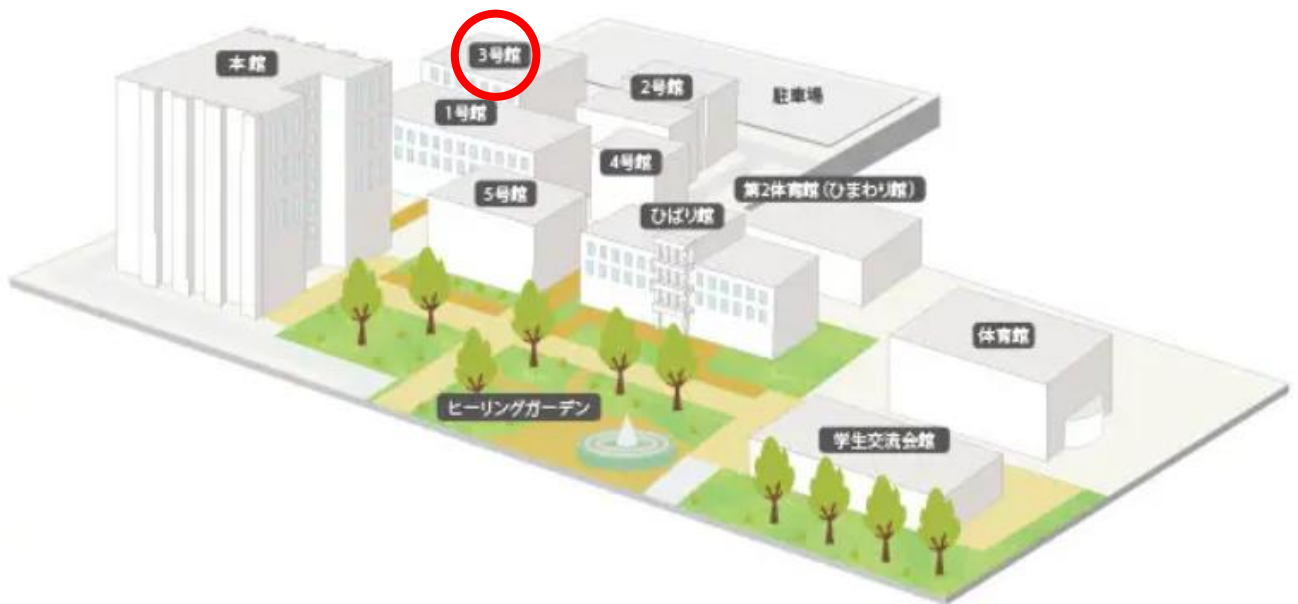 本館
3号館
1号館
2号館
駐車場
4号館
5号館
第2体育館(ひまわり館)
ひばり館
体育館
ヒーリングガーデン
学生交流会館